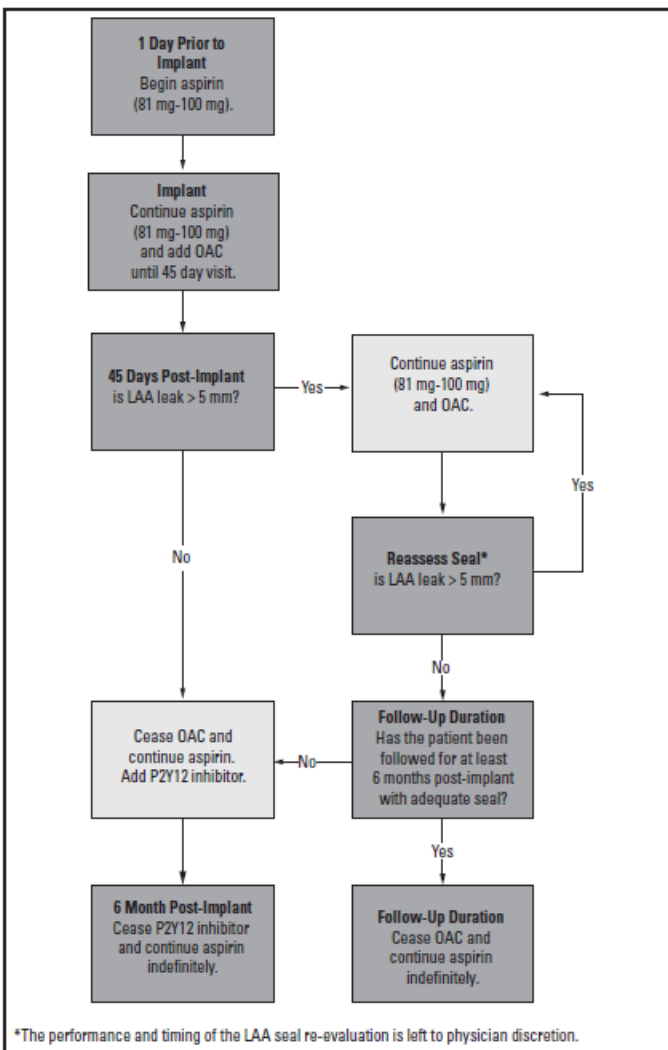 1 Day Prior to
Implant
Begin aspirin
(81 mg-100 mg).
Implant
Continue aspirin
(81 mg-100 mg)
and add OAC
until 45 day visit.
45 Days Post-Implant
is LAA leak > 5 mm?
Yes
Continue aspirin
(81 mg-100 mg)
and OAC.
Yes
No
Reassess Seal*
is LAA leak > 5 mm?
No
Cease OAC and
continue aspirin.
Add P2Y12 inhibitor.
No
Follow-Up Duration
Has the patient been
followed for at least
6 months post-implant
with adequate seal?
Yes
6 Month Post-Implant
Cease P2Y12 inhibitor
and continue aspirin
indefinitely.
Follow-Up Duration
Cease OAC and
continue aspirin
indefinitely.
*The performance and timing of the LAA seal re-evaluation is left to physician discretion.